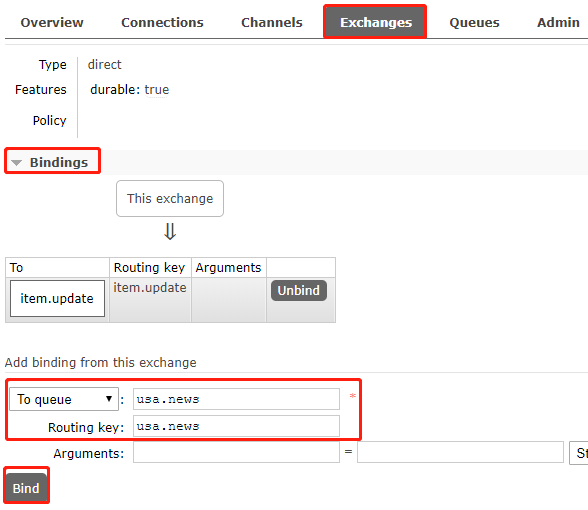 Overview Connections Channels Exchanges Queues Admin
Type direct
Features durable: true
Policy
Bindings
This exchange
⇓
To Routing key Arguments
item.update item.update Unbind
Add binding from this exchange
To queue : usa.news *
Routing key: usa.news
Arguments: = St
Bind